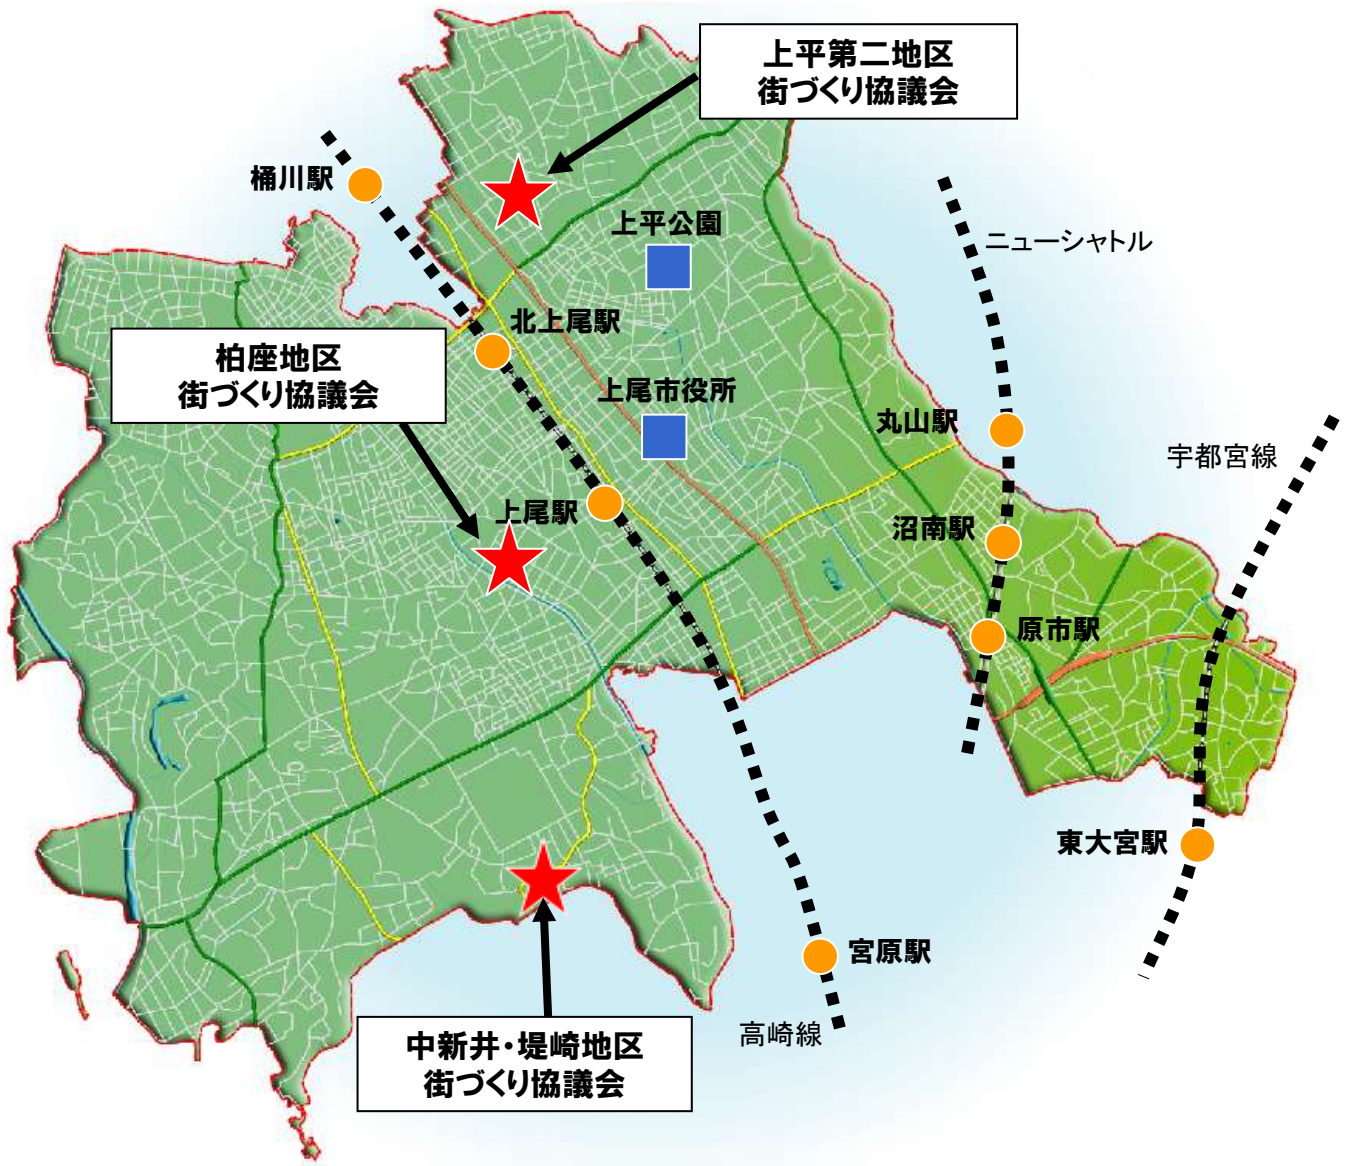 上平第二地区
街づくり協議会
桶川駅
上平公園
ニューシャトル
北上尾駅
柏座地区
街づくり協議会
上尾市役所
丸山駅
宇都宮線
上尾駅
沼南駅
原市駅
東大宮駅
宮原駅
高崎線
中新井・堤崎地区
街づくり協議会